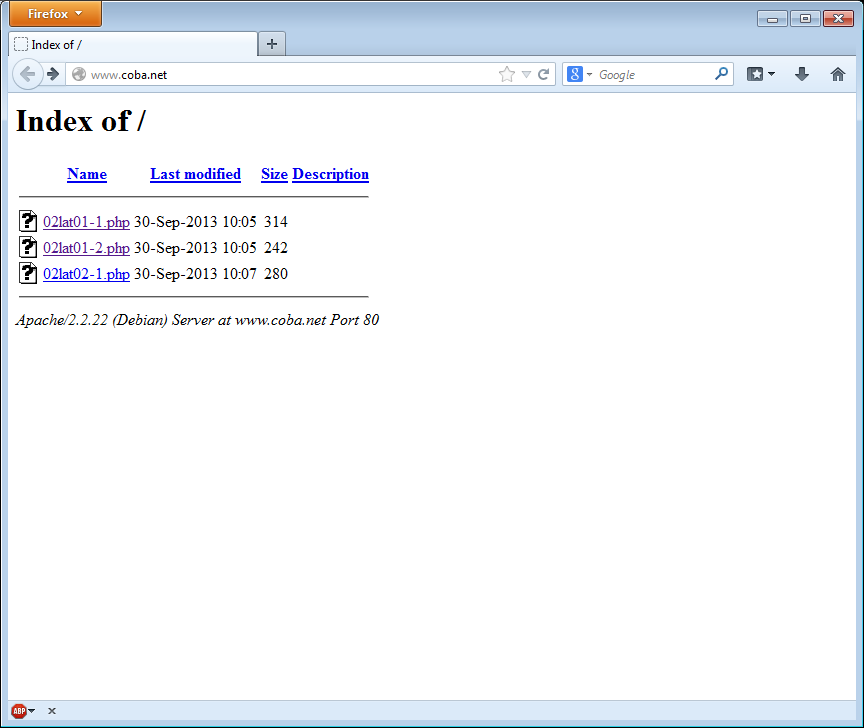 Firefox
Index of /
www.coba.net
8 Google
Index of /
Name Last modified Size Description
02lat01-1.php 30-Sep-2013 10:05 314
02lat01-2.php 30-Sep-2013 10:05 242
02lat02-1.php 30-Sep-2013 10:07 280
Apache/2.2.22 (Debian) Server at www.coba.net Port 80
ABP